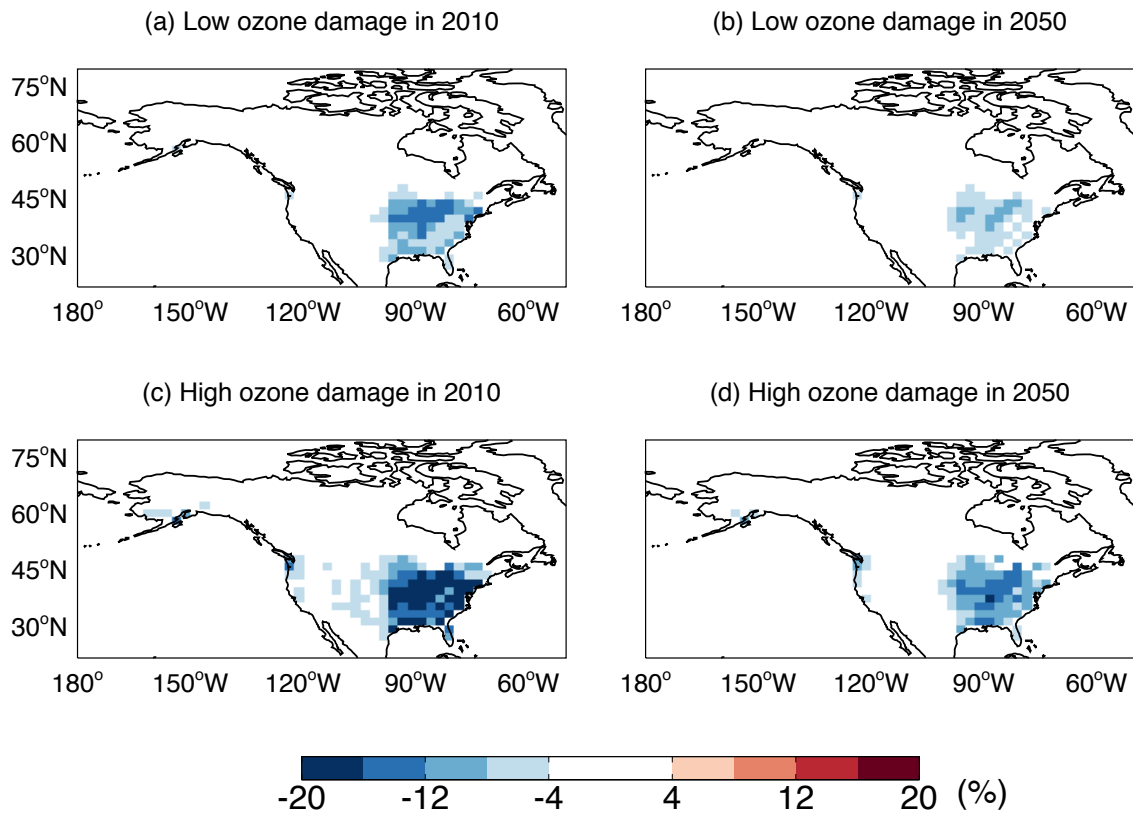 (a) Low ozone damage in 2010
(b) Low ozone damage in 2050
75°N
60°N
45°N
30°N
180° 150°W 120°W 90°W 60°W
180° 150°W 120°W 90°W 60°W
(c) High ozone damage in 2010
(d) High ozone damage in 2050
75°N
60°N
45°N
30°N
180° 150°W 120°W 90°W 60°W
180° 150°W 120°W 90°W 60°W
-20 -12 -4 4 12 20 (%)